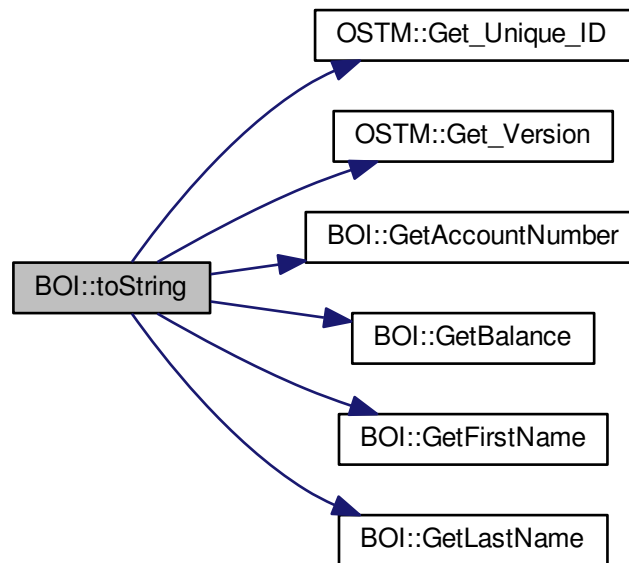 OSTM::Get_Unique_ID
OSTM::Get_Version
BOI::GetAccountNumber
BOI::toString
BOI::GetBalance
BOI::GetFirstName
BOI::GetLastName